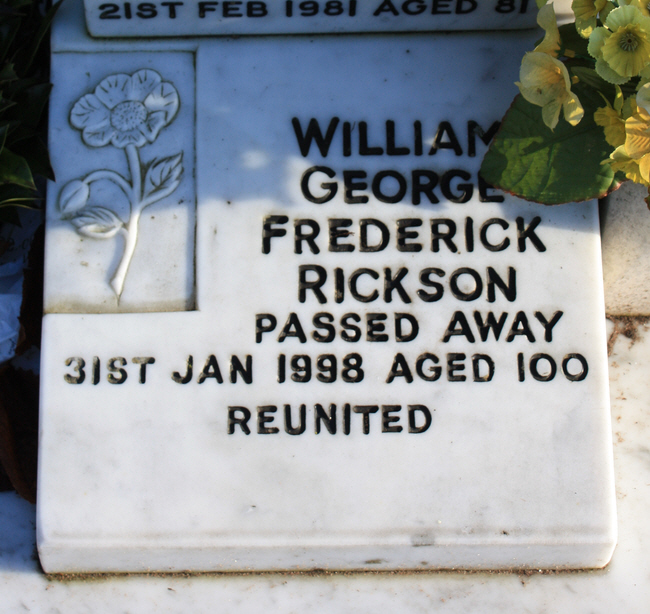 21ST FEB 1981 AGED 81
WILLIAM
GEORGE
FREDERICK
RICKSON
PASSED AWAY
31ST JAN 1998 AGED 100
REUNITED